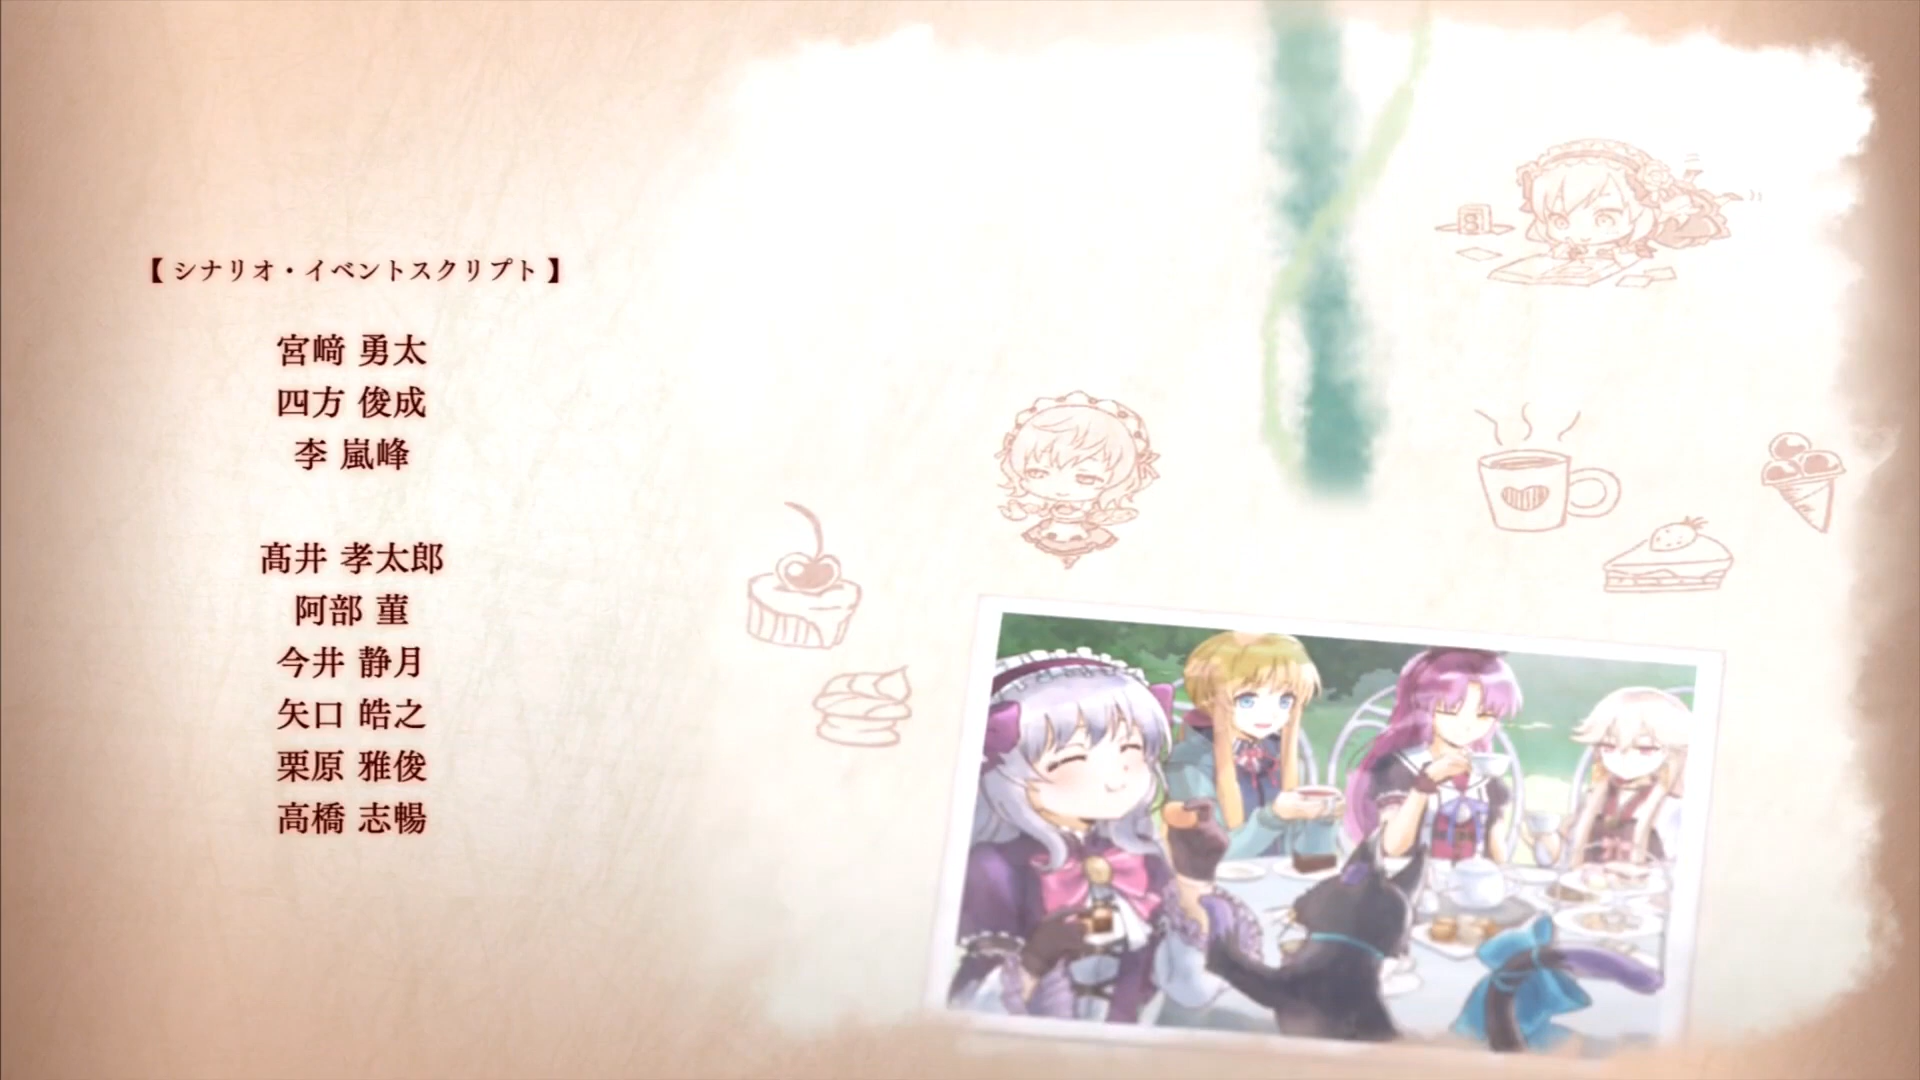 【 シナリオ・イベントスクリプト 】
宮﨑 勇太
四方 俊成
李 嵐峰
髙井 孝太郎
阿部 菫
今井 静月
矢口 皓之
栗原 雅俊
高橋 志暢